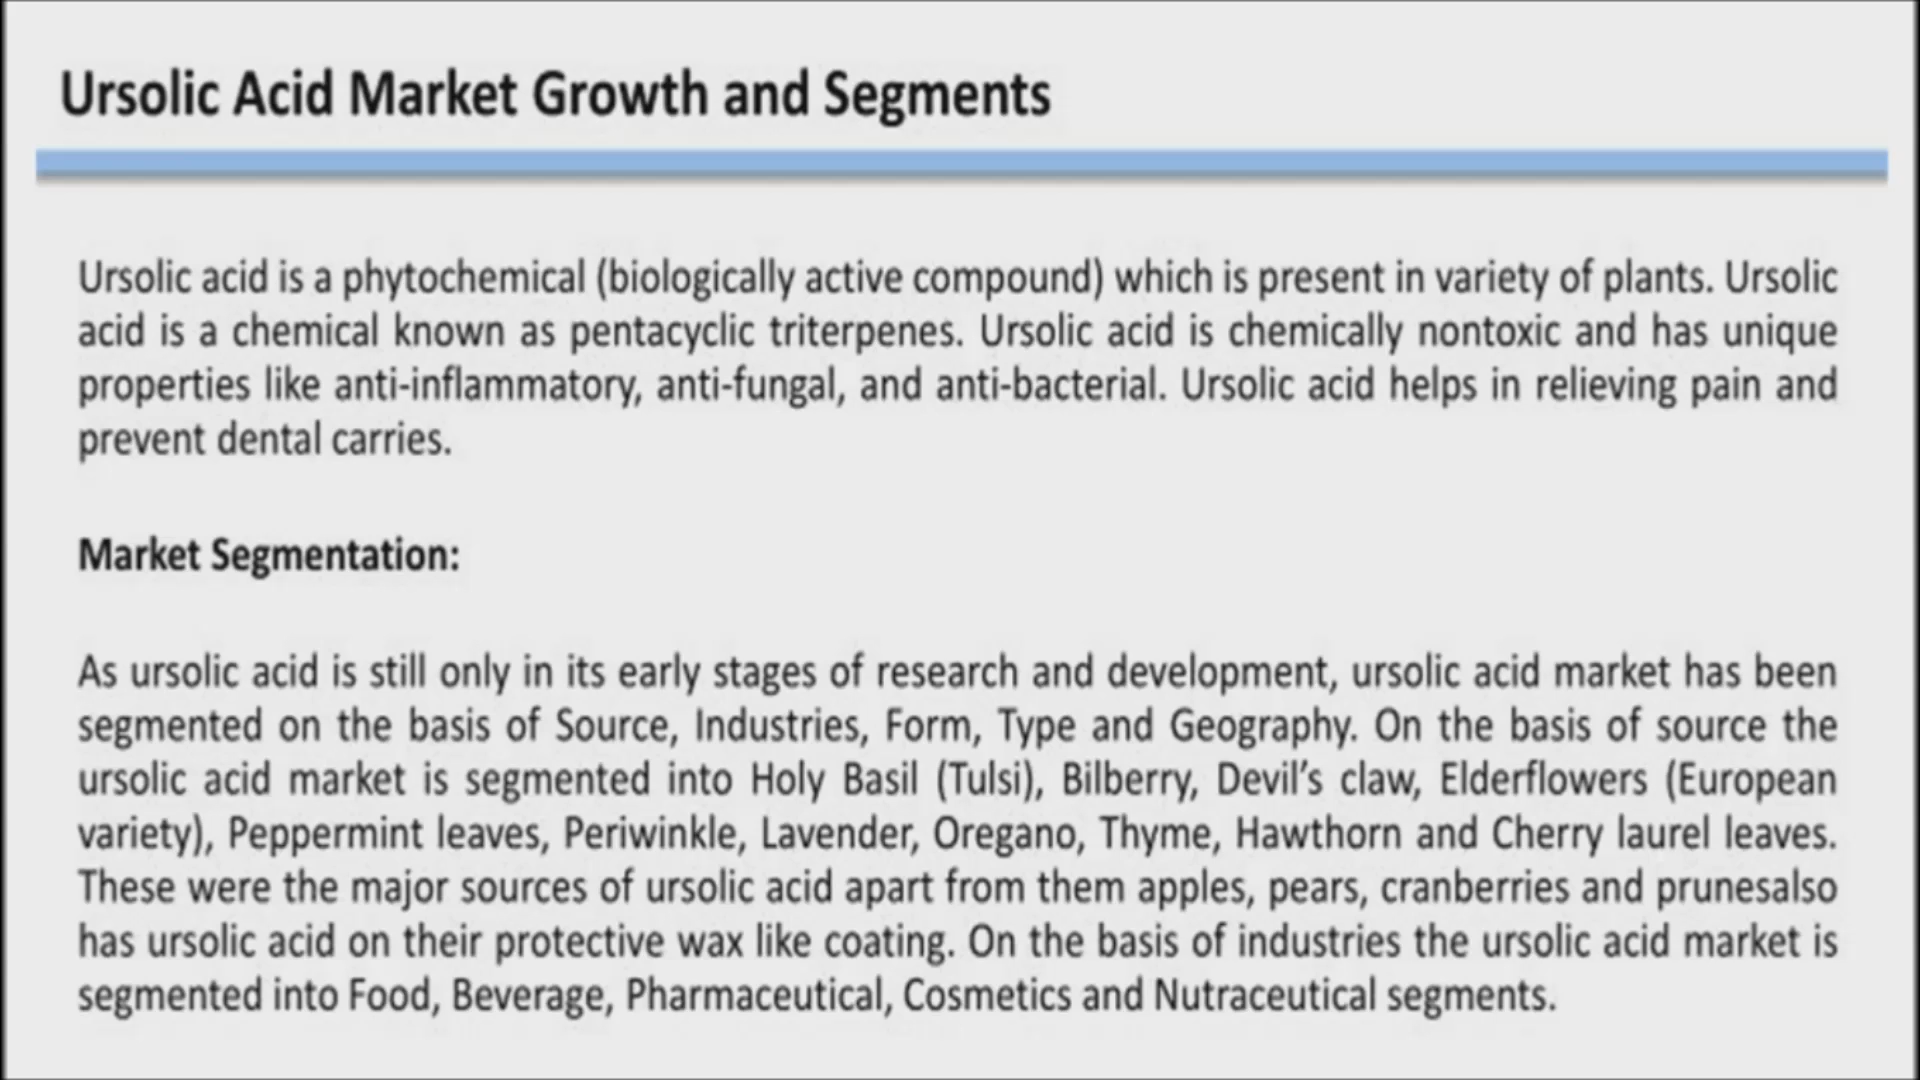 Ursolic Acid Market Growth and Segments
Ursolic acid is a phytochemical (biologically active compound) which is present in variety of plants. Ursolic
acid is a chemical known as pentacyclic triterpenes. Ursolic acid is chemically nontoxic and has unique
properties like anti-inflammatory, anti-fungal, and anti-bacterial. Ursolic acid helps in relieving pain and
prevent dental carries.
Market Segmentation:
As ursolic acid is still only in its early stages of research and development, ursolic acid market has been
segmented on the basis of Source, Industries, Form, Type and Geography. On the basis of source the
ursolic acid market is segmented into Holy Basil (Tulsi), Bilberry, Devil’s claw, Elderflowers (European
variety), Peppermint leaves, Periwinkle, Lavender, Oregano, Thyme, Hawthorn and Cherry laurel leaves.
These were the major sources of ursolic acid apart from them apples, pears, cranberries and prunesalso
has ursolic acid on their protective wax like coating. On the basis of industries the ursolic acid market is
segmented into Food, Beverage, Pharmaceutical, Cosmetics and Nutraceutical segments.